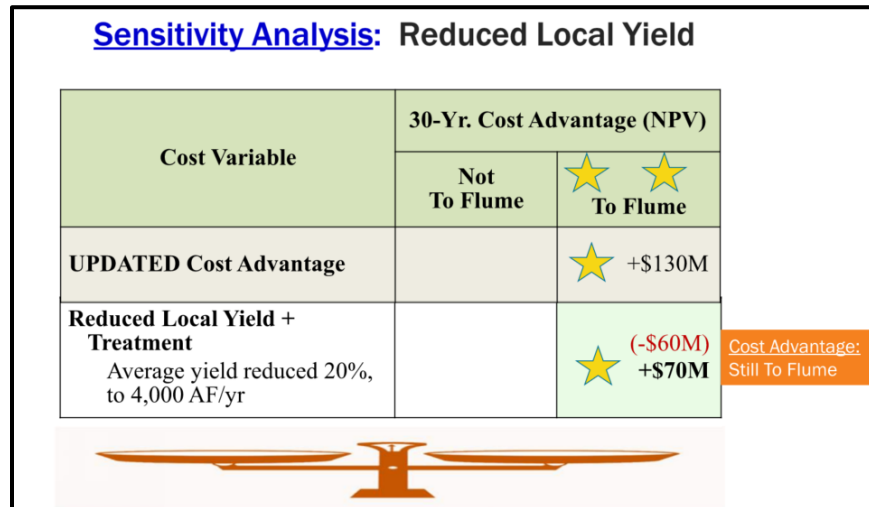 Sensitivity Analysis: Reduced Local Yield
Cost Variable
30-Yr. Cost Advantage (NPV)
Not
To Flume
To Flume
UPDATED Cost Advantage
+$130M
Reduced Local Yield +
Treatment
Average yield reduced 20%,
to 4,000 AF/yr
(-$60M)
+$70M
Cost Advantage:
Still To Flume